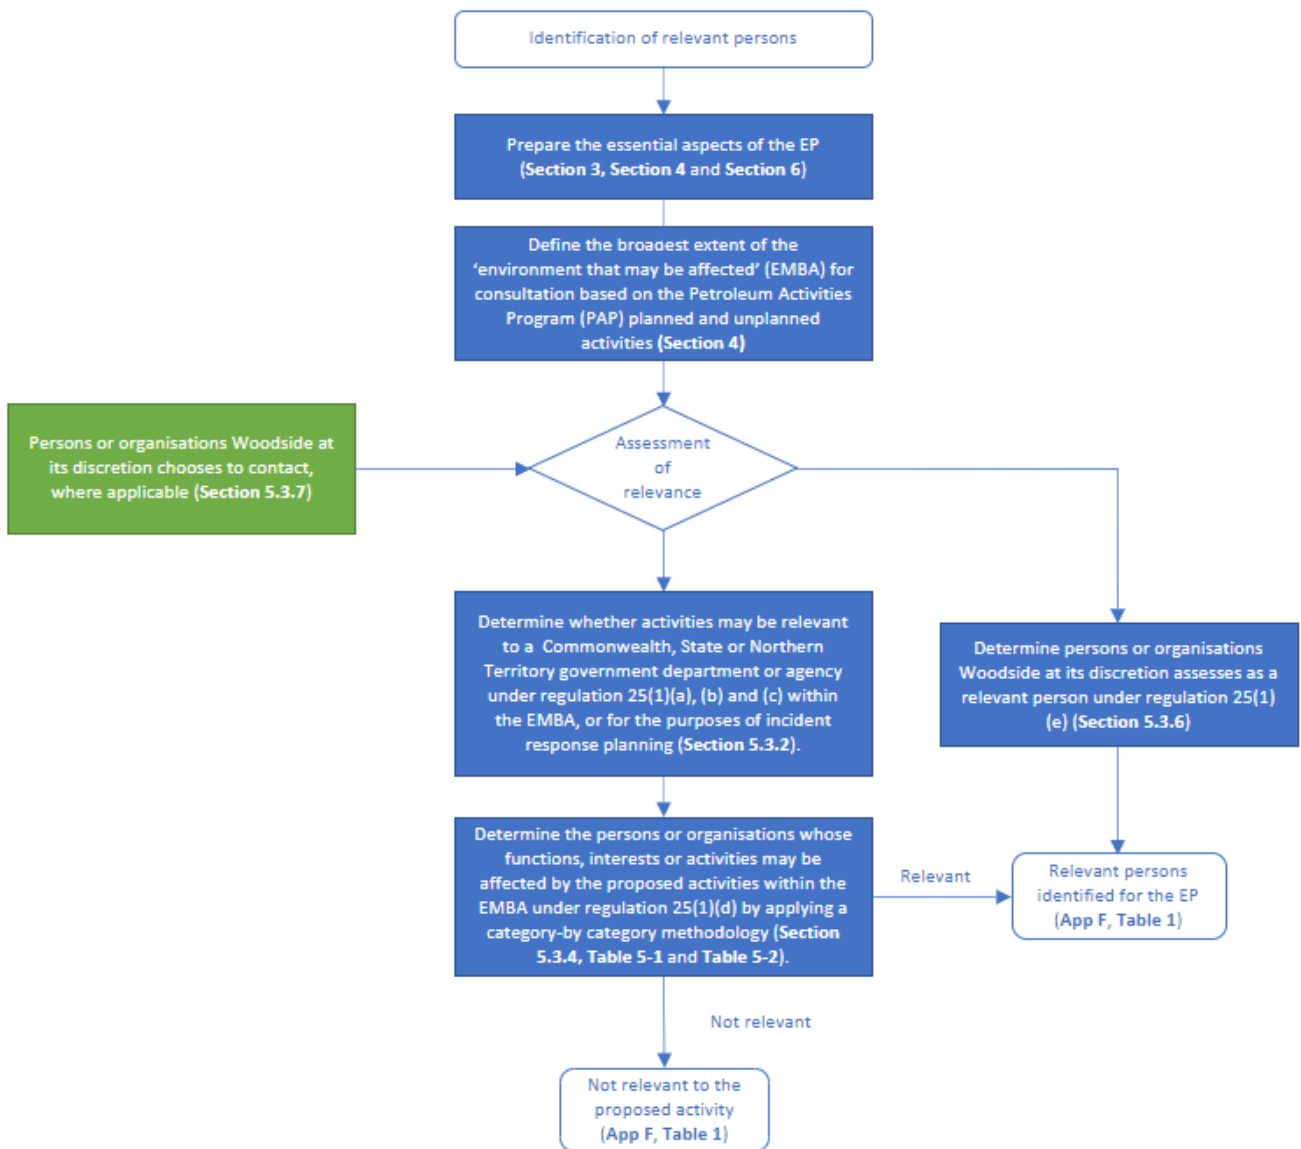 Identification of relevant persons
Prepare the essential aspects of the EP
(Section 3, Section 4 and Section 6)
Define the broadest extent of the
‘environment that may be affected’ (EMBA) for
consultation based on the Petroleum Activities
Program (PAP) planned and unplanned
activities (Section 4)
Persons or organisations Woodside at
its discretion chooses to contact,
where applicable (Section 5.3.7)
Assessment
of
relevance
Determine whether activities may be relevant
to a Commonwealth, State or Northern
Territory government department or agency
under regulation 25(1)(a), (b) and (c) within
the EMBA, or for the purposes of incident
response planning (Section 5.3.2).
Determine persons or organisations
Woodside at its discretion assesses as a
relevant person under regulation 25(1)
(e) (Section 5.3.6)
Determine the persons or organisations whose
functions, interests or activities may be
affected by the proposed activities within the
EMBA under regulation 25(1)(d) by applying a
category-by category methodology (Section
5.3.4, Table 5-1 and Table 5-2).
Relevant
Relevant persons
identified for the EP
(App F, Table 1)
Not relevant
Not relevant to the
proposed activity
(App F, Table 1)